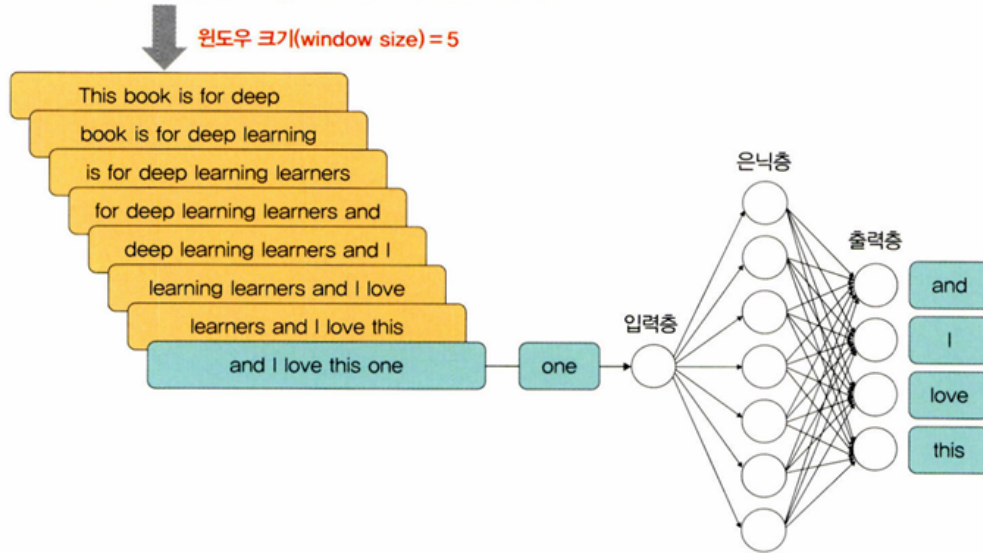 윈도우 크기(window size) = 5
This book is for deep
book is for deep learning
is for deep learning learners
for deep learning learners and
deep learning learners and I
learning learners and I love
learners and I love this
and I love this one
one
입력층
은닉층
출력층
and
I
love
this